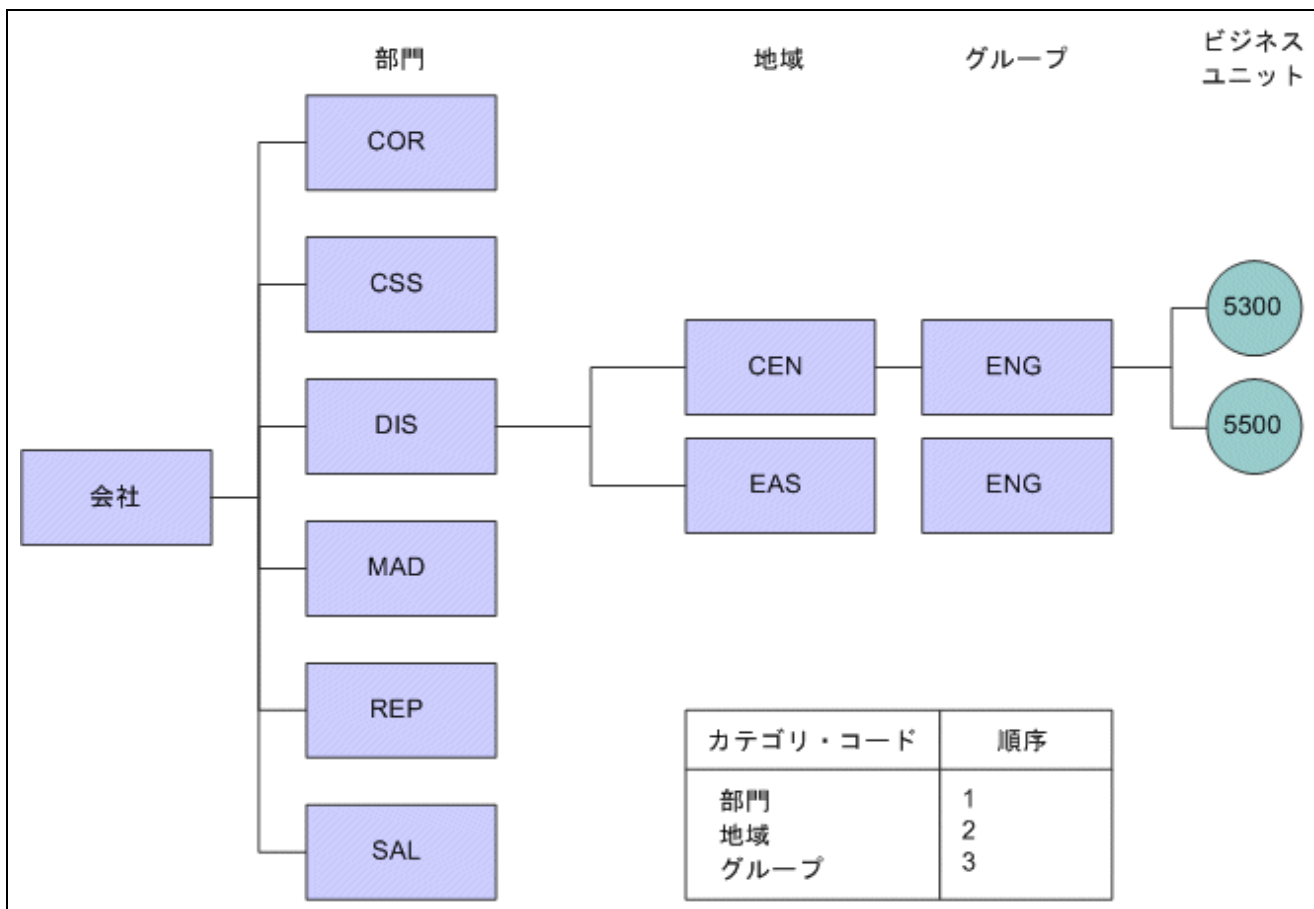 部門
地域
グループ
ビジネス
ユニット
COR
CSS
DIS
CEN
ENG
5300
5500
会社
EAS
ENG
MAD
REP
SAL
カテゴリ・コード 順序
部門 1
地域 2
グループ 3